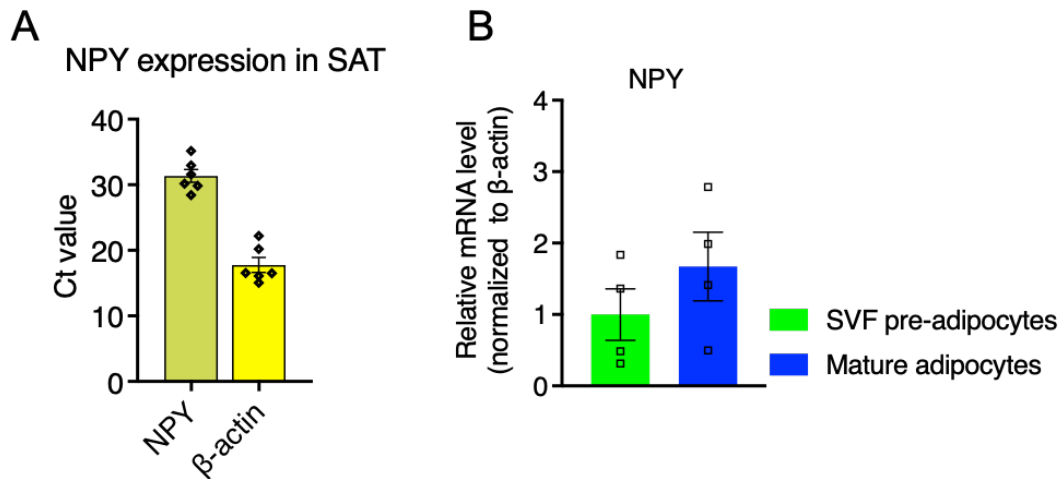 A
NPY expression in SAT
Ct value
40
30
20
10
0
NPY
β-actin
B
NPY
Relative mRNA level
(normalized to β-actin)
4
3
2
1
0
SVF pre-adipocytes
Mature adipocytes